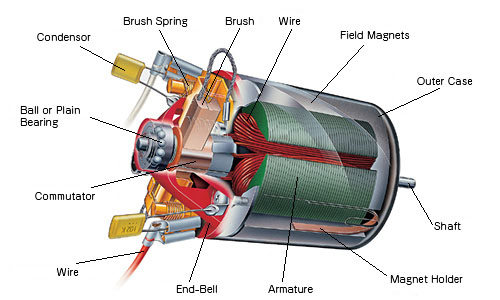 Brush Spring
Brush
Wire
Condensor
Field Magnets
Outer Case
Ball or Plain
Bearing
Commutator
Shaft
Wire
End-Bell
Armature
Magnet Holder